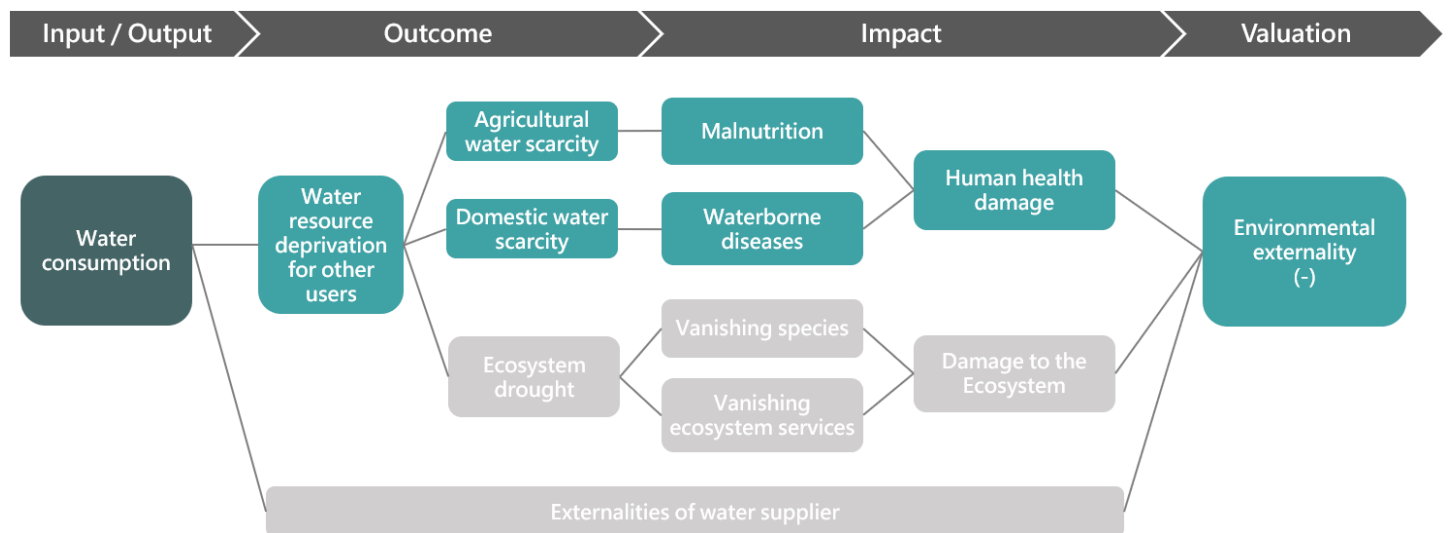 Input / Output
Outcome
Impact
Valuation
Water
consumption
Water
resource
deprivation
for other
users
Agricultural
water scarcity
Domestic water
scarcity
Ecosystem
drought
Malnutrition
Waterborne
diseases
Vanishing species
Vanishing
ecosystem services
Human health
damage
Damage to the
Ecosystem
Environmental
externality
(-)
Externalities of water supplier